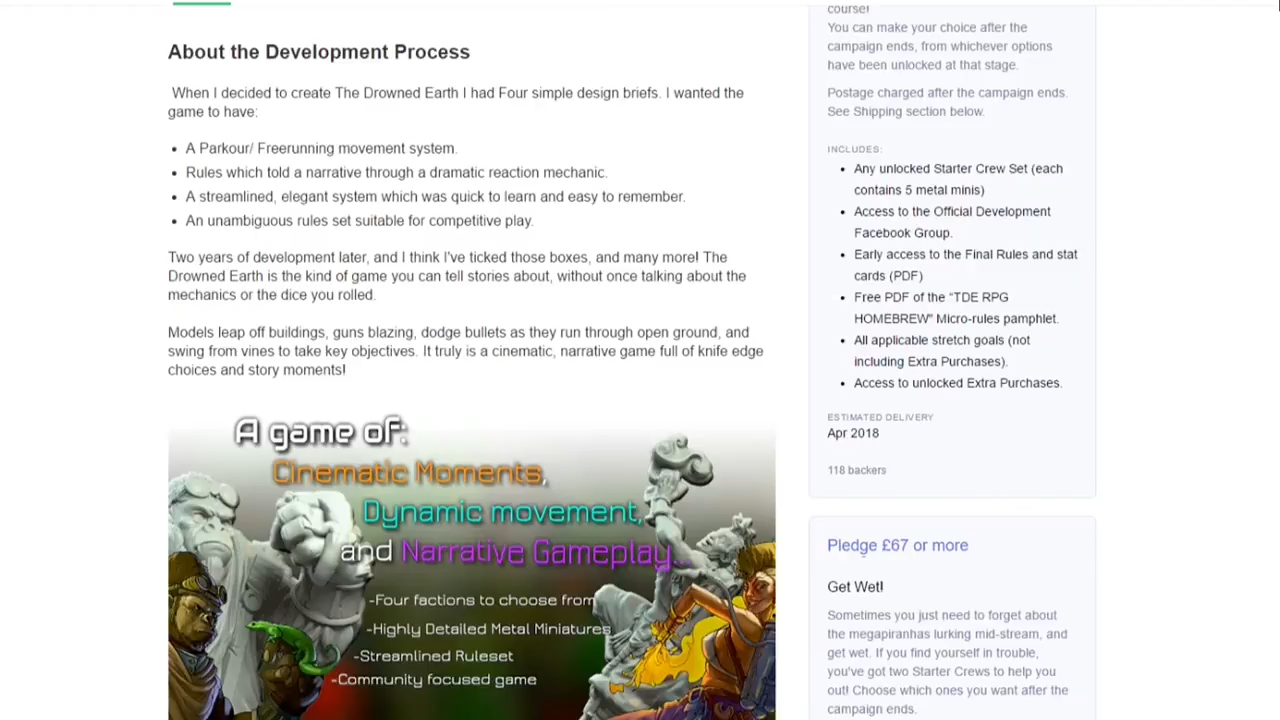 About the Development Process
When I decided to create The Drowned Earth I had Four simple design briefs. I wanted the
game to have:
A Parkour/ Freerunning movement system.
Rules which told a narrative through a dramatic reaction mechanic.
A streamlined, elegant system which was quick to learn and easy to remember.
An unambiguous rules set suitable for competitive play.
Two years of development later, and I think I've ticked those boxes, and many more! The
Drowned Earth is the kind of game you can tell stories about, without once talking about the
mechanics or the dice you rolled.
Models leap off buildings, guns blazing, dodge bullets as they run through open ground, and
swing from vines to take key objectives. It truly is a cinematic, narrative game full of knife edge
choices and story moments!
A game of:
Cinematic Moments,
Dynamic movement,
and Narrative Gameplay...
-Four factions to choose from
-Highly Detailed Metal Miniatures
-Streamlined Ruleset
-Community focused game
course!
You can make your choice after the
campaign ends, from whichever options
have been unlocked at that stage.
Postage charged after the campaign ends.
See Shipping section below.
INCLUDES:
Any unlocked Starter Crew Set (each
contains 5 metal minis)
Access to the Official Development
Facebook Group.
Early access to the Final Rules and stat
cards (PDF)
Free PDF of the "TDE RPG
HOMEBREW" Micro-rules pamphlet.
All applicable stretch goals (not
including Extra Purchases).
Access to unlocked Extra Purchases.
ESTIMATED DELIVERY
Apr 2018
118 backers
Pledge £67 or more
Get Wet!
Sometimes you just need to forget about
the megapiranhas lurking mid-stream, and
get wet. If you find yourself in trouble,
you've got two Starter Crews to help you
out! Choose which ones you want after the
campaign ends.